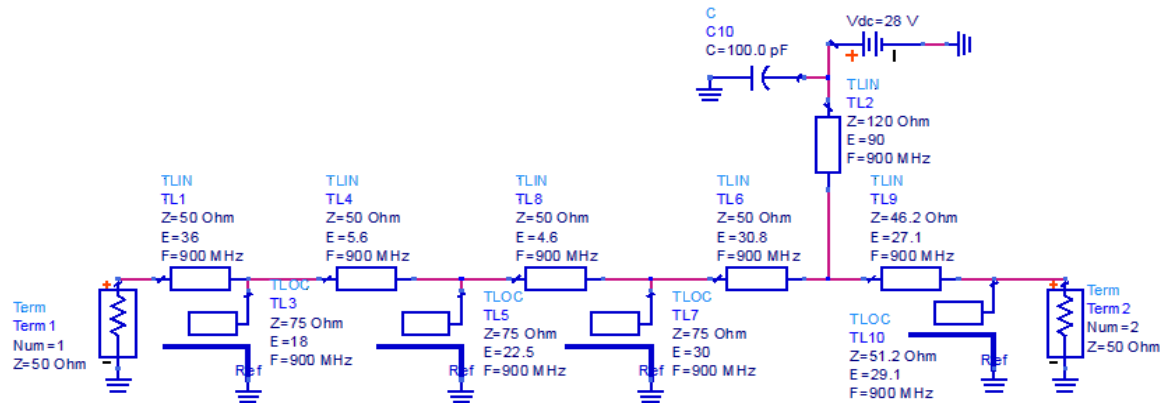 C
C10
C=100.0 pF
Vdc=28 V
+
-
TLIN
TL2
Z=120 Ohm
E=90
F=900 MHz
TLIN
TL1
Z=50 Ohm
E=36
F=900 MHz
TLIN
TL4
Z=50 Ohm
E=5.6
F=900 MHz
TLIN
TL8
Z=50 Ohm
E=4.6
F=900 MHz
TLIN
TL6
Z=50 Ohm
E=30.8
F=900 MHz
TLIN
TL9
Z=46.2 Ohm
E=27.1
F=900 MHz
+
-
Term
Term1
Num=1
Z=50 Ohm
TLOC
TL3
Z=75 Ohm
E=18
F=900 MHz
Ref
TLOC
TL5
Z=75 Ohm
E=22.5
F=900 MHz
Ref
TLOC
TL7
Z=75 Ohm
E=30
F=900 MHz
Ref
TLOC
TL10
Z=51.2 Ohm
E=29.1
F=900 MHz
Ref
+
-
Term
Term2
Num=2
Z=50 Ohm